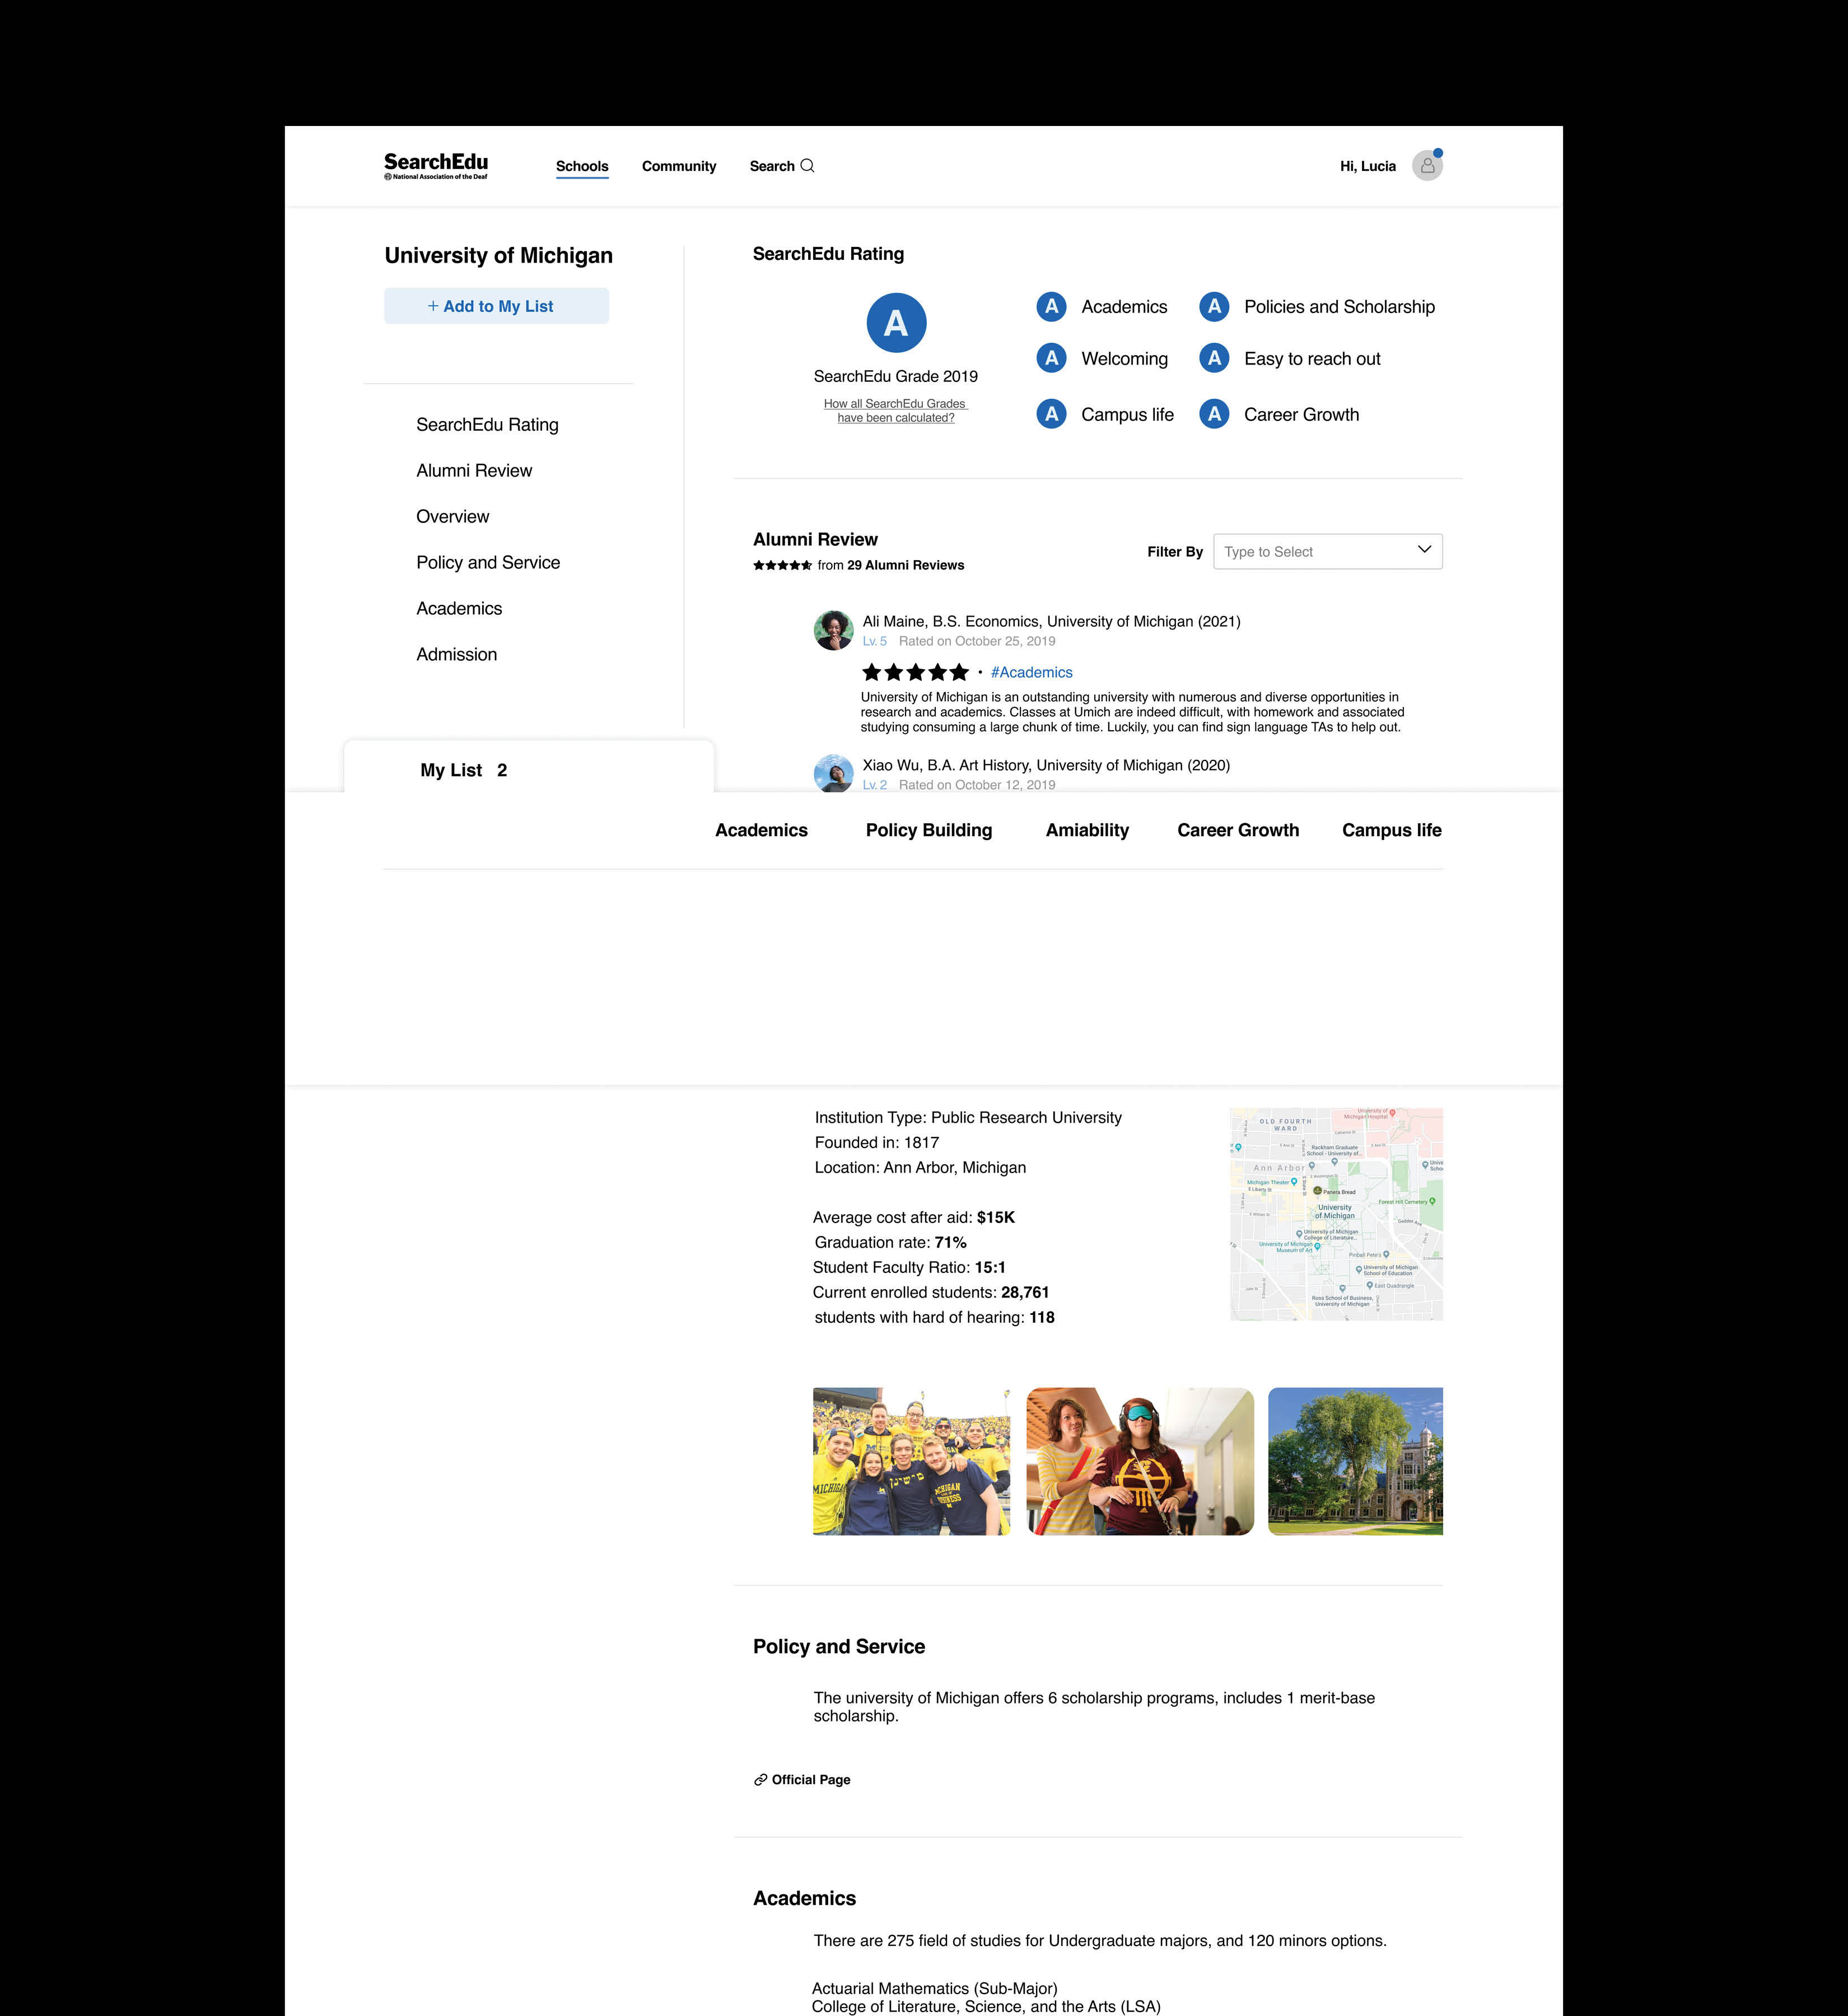 SearchEdu
National Association of the Deaf
Schools
Community
Search
Hi, Lucia
University of Michigan
+ Add to My List
SearchEdu Rating
Alumni Review
Overview
Policy and Service
Academics
Admission
SearchEdu Rating
A
SearchEdu Grade 2019
How all SearchEdu Grades
have been calculated?
A Academics
A Policies and Scholarship
A Welcoming
A Easy to reach out
A Campus life
A Career Growth
Alumni Review
from 29 Alumni Reviews
Filter By
Type to Select
Ali Maine, B.S. Economics, University of Michigan (2021)
Lv. 5 Rated on October 25, 2019
• #Academics
University of Michigan is an outstanding university with numerous and diverse opportunities in
research and academics. Classes at Umich are indeed difficult, with homework and associated
studying consuming a large chunk of time. Luckily, you can find sign language TAs to help out.
Xiao Wu, B.A. Art History, University of Michigan (2020)
Lv. 2 Rated on October 12, 2019
My List 2
Academics
Policy Building
Amiability
Career Growth
Campus life
Institution Type: Public Research University
Founded in: 1817
Location: Ann Arbor, Michigan
Average cost after aid: $15K
Graduation rate: 71%
Student Faculty Ratio: 15:1
Current enrolled students: 28,761
students with hard of hearing: 118
University of
Michigan Hospital
OLD FOURTH
WARD
Rackham Graduate
School - University of...
Ann Arbor
Michigan Theater
E Liberty St
Panera Bread
Forest Hill Cemetery
University
of Michigan
University of Michigan
College of Literature...
University of Michigan
Museum of Art
Pinball Pete's
University of Michigan
School of Education
East Quadrangle
Ross School of Business,
University of Michigan
MICHIGAN
BUSINESS
Policy and Service
The university of Michigan offers 6 scholarship programs, includes 1 merit-base
scholarship.
Official Page
Academics
There are 275 field of studies for Undergraduate majors, and 120 minors options.
Actuarial Mathematics (Sub-Major)
College of Literature, Science, and the Arts (LSA)